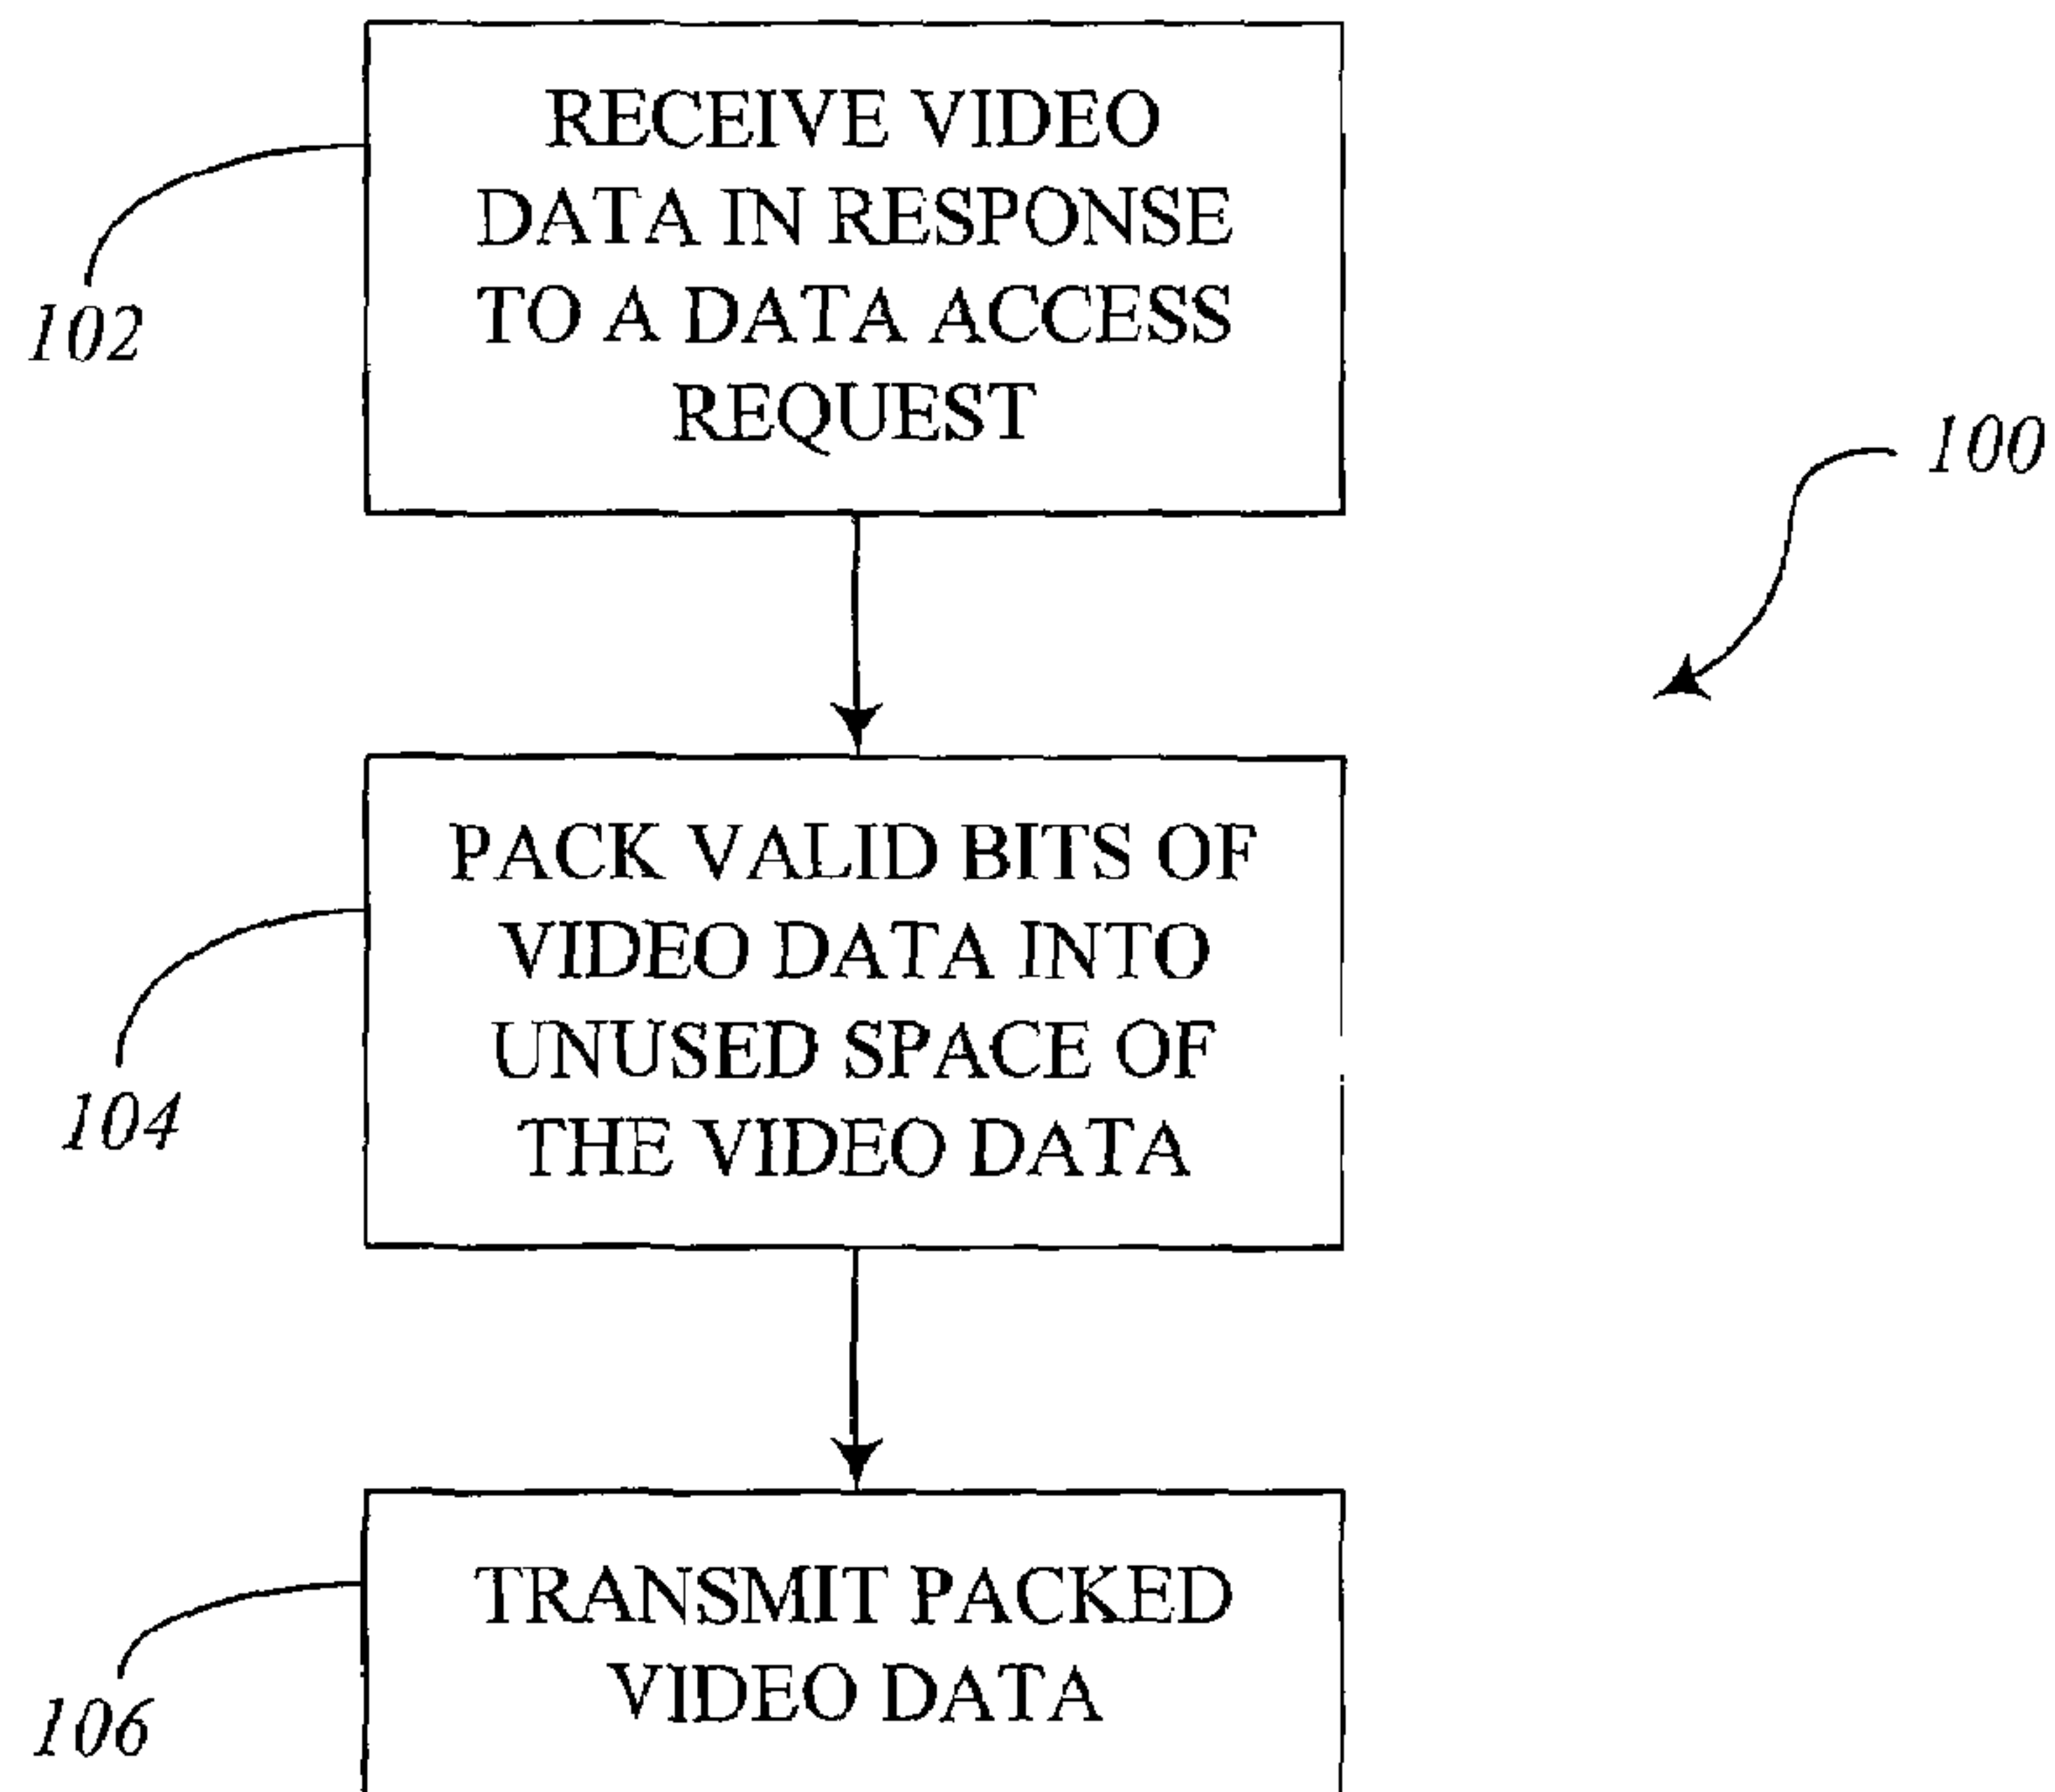 RECEIVE VIDEO
DATA IN RESPONSE
TO A DATA ACCESS
REQUEST
102
100
PACK VALID BITS OF
VIDEO DATA INTO
UNUSED SPACE OF
THE VIDEO DATA
104
TRANSMIT PACKED
VIDEO DATA
106